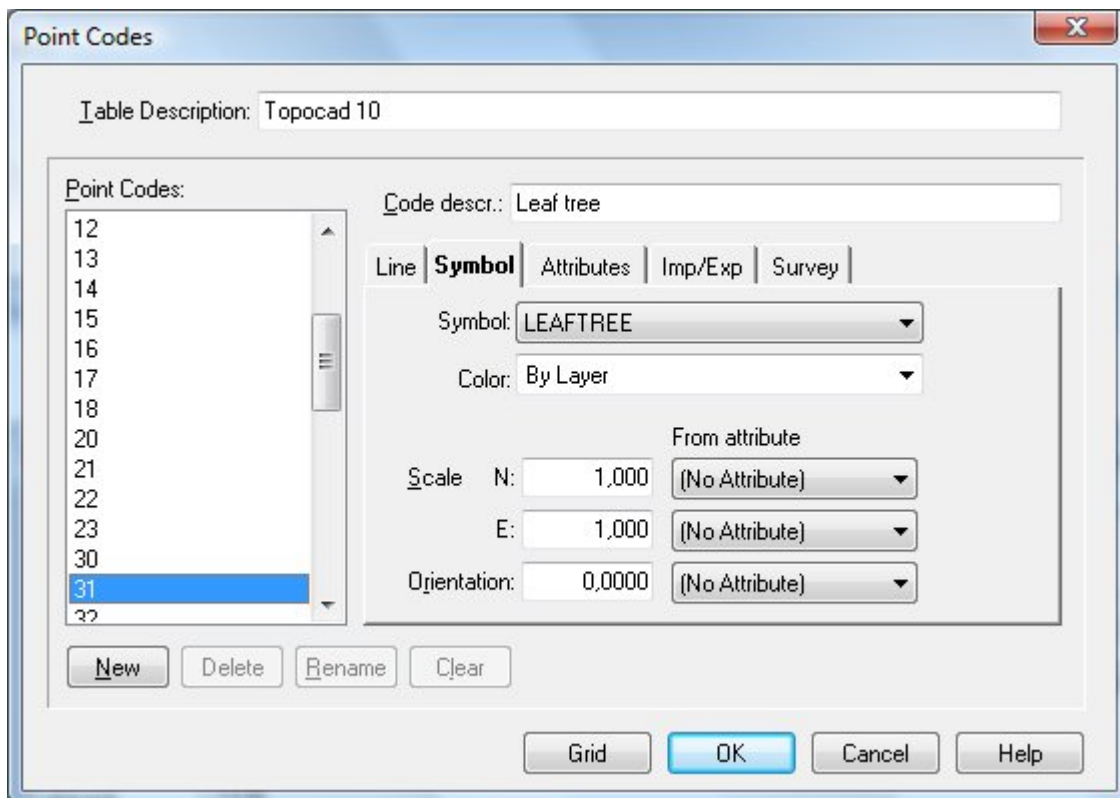 Point Codes
Table Description: Topocad 10
Point Codes:
12
13
14
15
16
17
18
20
21
22
23
30
31
32
Code descr.: Leaf tree
Line Symbol Attributes Imp/Exp Survey
Symbol: LEAFTREE
Color: By Layer
From attribute
Scale N: 1,000 (No Attribute)
E: 1,000 (No Attribute)
Orientation: 0,0000 (No Attribute)
New Delete Rename Clear
Grid OK Cancel Help